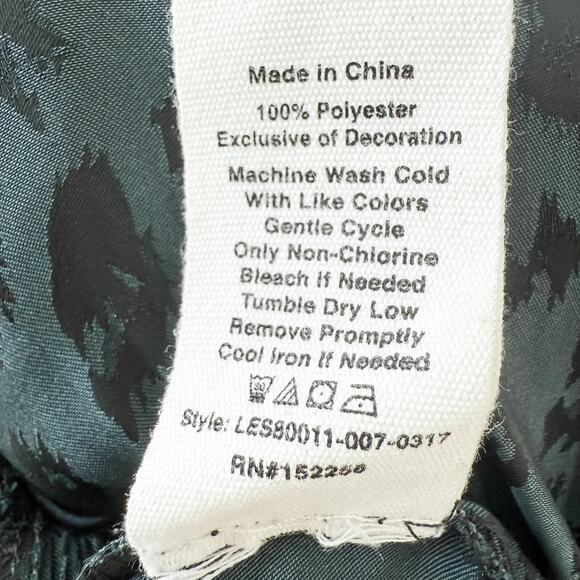 Made in China
100% Polyester
Exclusive of Decoration
Machine Wash Cold
With Like Colors
Gentle Cycle
Only Non-Chlorine
Bleach If Needed
Tumble Dry Low
Remove Promptly
Cool Iron If Needed
Style: LES80011-007-0317